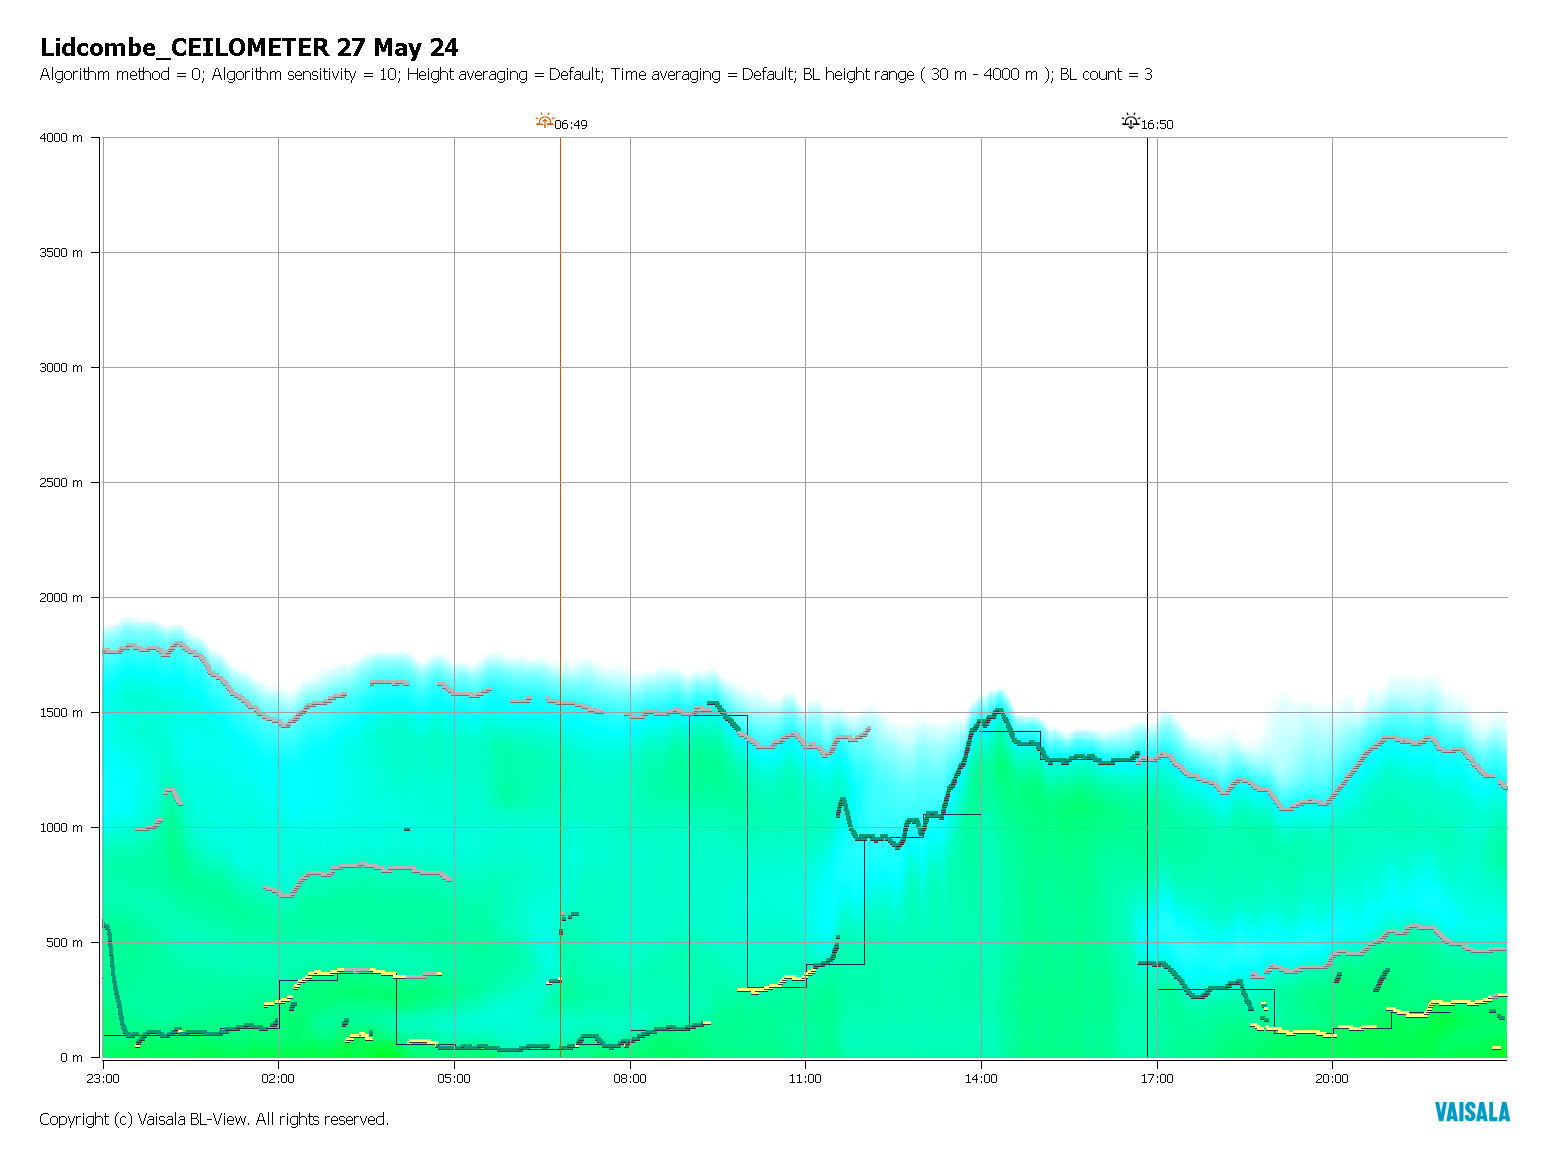 Lidcombe_CEILOMETER 27 May 24
Algorithm method = 0; Algorithm sensitivity = 10; Height averaging = Default; Time averaging = Default; BL height range ( 30 m - 4000 m ); BL count = 3
06:49
16:50
4000 m
3500 m
3000 m
2500 m
2000 m
1500 m
1000 m
500 m
0 m
23:00
02:00
05:00
08:00
11:00
14:00
17:00
20:00
Copyright (c) Vaisala BL-View. All rights reserved.
VAISALA